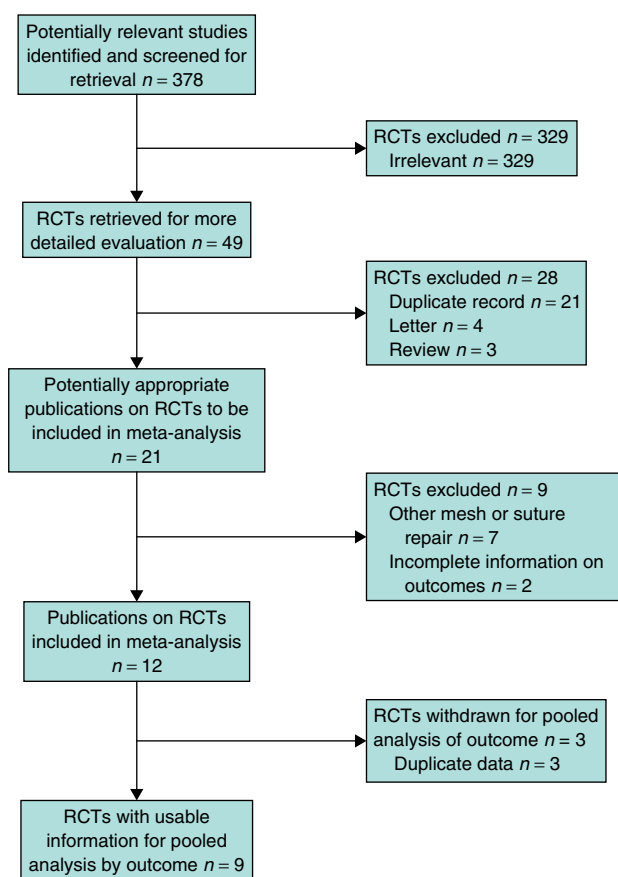 Potentially relevant studies
identified and screened for
retrieval n = 378
RCTs excluded n = 329
Irrelevant n = 329
RCTs retrieved for more
detailed evaluation n = 49
RCTs excluded n = 28
Duplicate record n = 21
Letter n = 4
Review n = 3
Potentially appropriate
publications on RCTs to be
included in meta-analysis
n = 21
RCTs excluded n = 9
Other mesh or suture
repair n = 7
Incomplete information on
outcomes n = 2
Publications on RCTs
included in meta-analysis
n = 12
RCTs withdrawn for pooled
analysis of outcome n = 3
Duplicate data n = 3
RCTs with usable
information for pooled
analysis by outcome n = 9